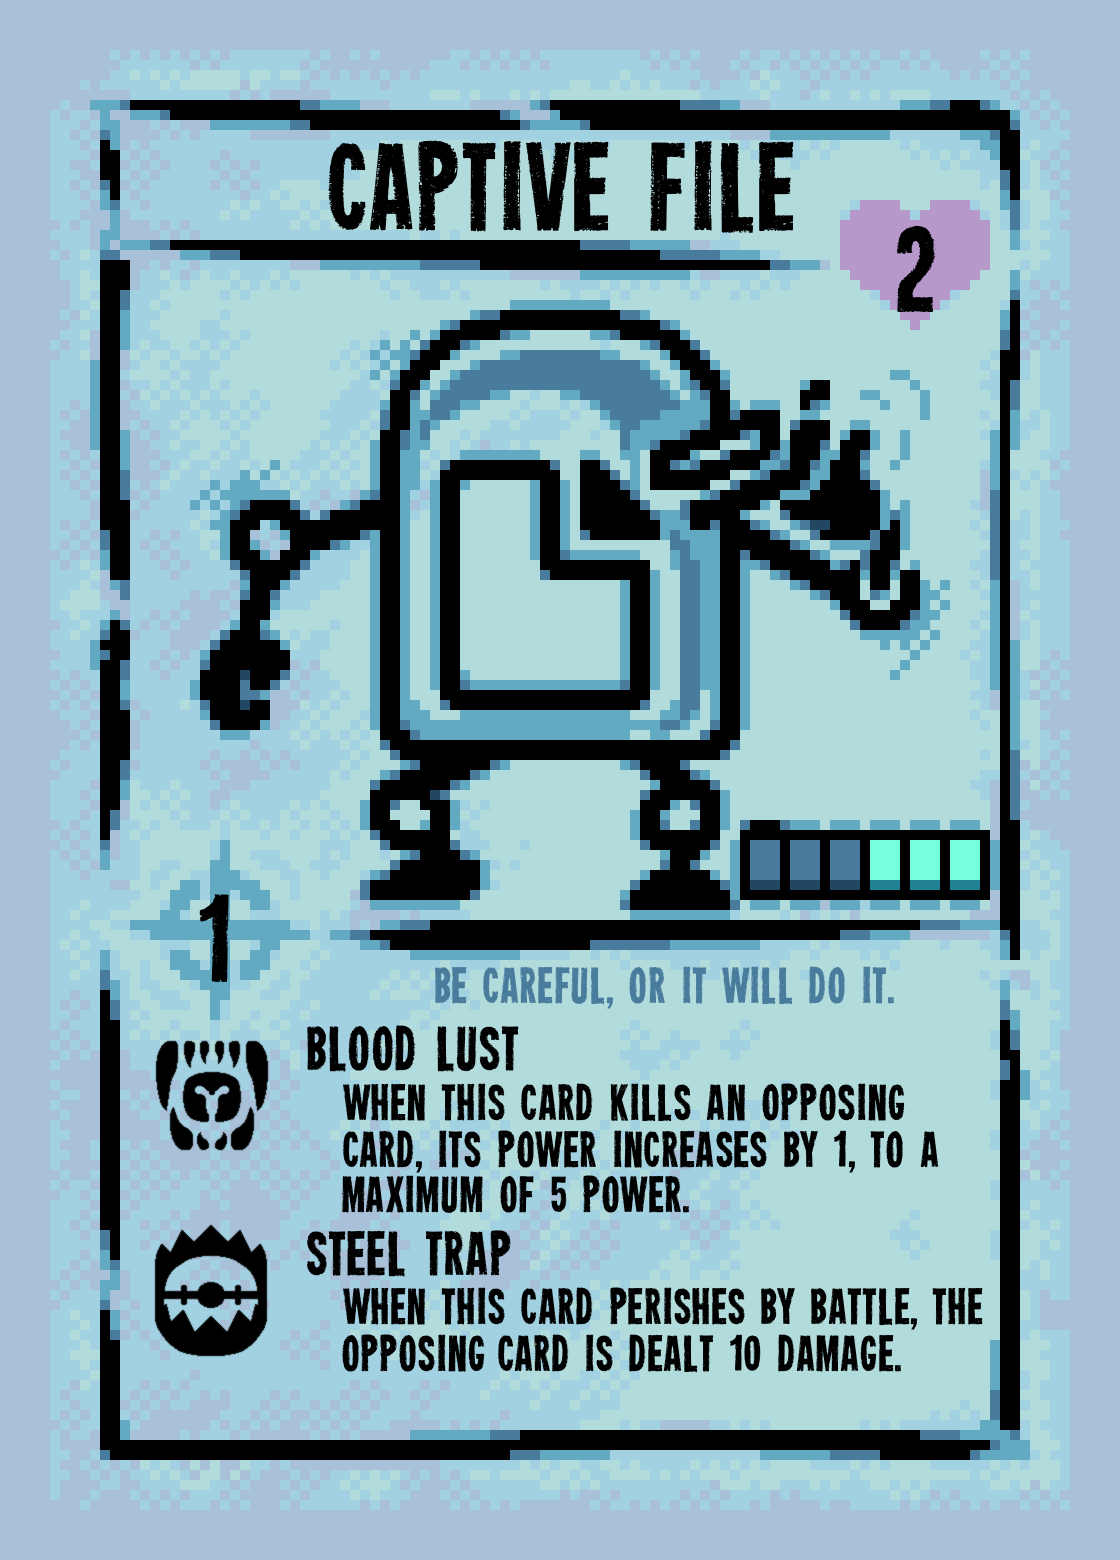 CAPTIVE FILE
2
1
BE CAREFUL, OR IT WILL DO IT.
BLOOD LUST
WHEN THIS CARD KILLS AN OPPOSING
CARD, ITS POWER INCREASES BY 1, TO A
MAXIMUM OF 5 POWER.
STEEL TRAP
WHEN THIS CARD PERISHES BY BATTLE, THE
OPPOSING CARD IS DEALT 10 DAMAGE.